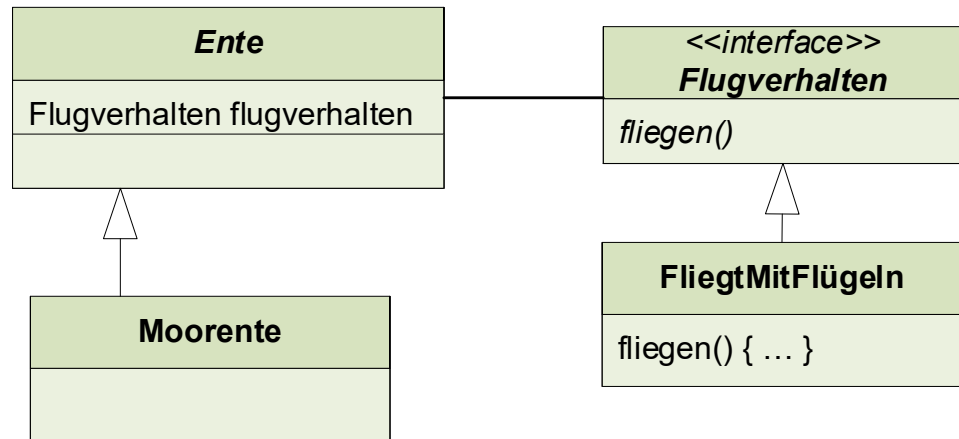 Ente
Flugverhalten flugverhalten
<<interface>>
Flugverhalten
fliegen()
Moorente
FliegtMitFlügeln
fliegen() { … }